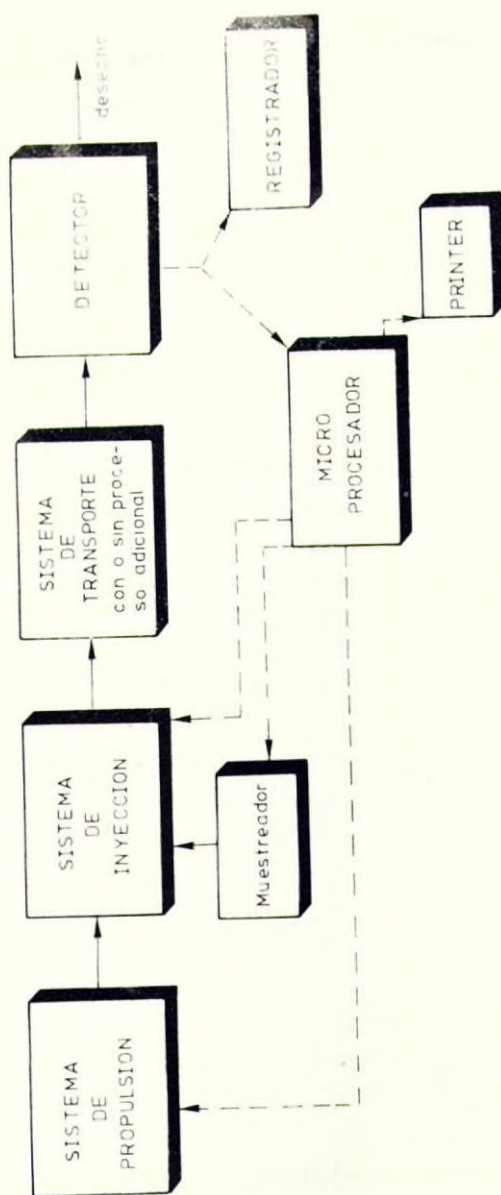 SISTEMA
DE
PROPULSION
SISTEMA
DE
INYECCION
Muestreador
SISTEMA
DE
TRANSPORTE
con o sin proce-
so adicional
DETECTOR
deseche
REGISTRADOR
MICRO
PROCESADOR
PRINTER